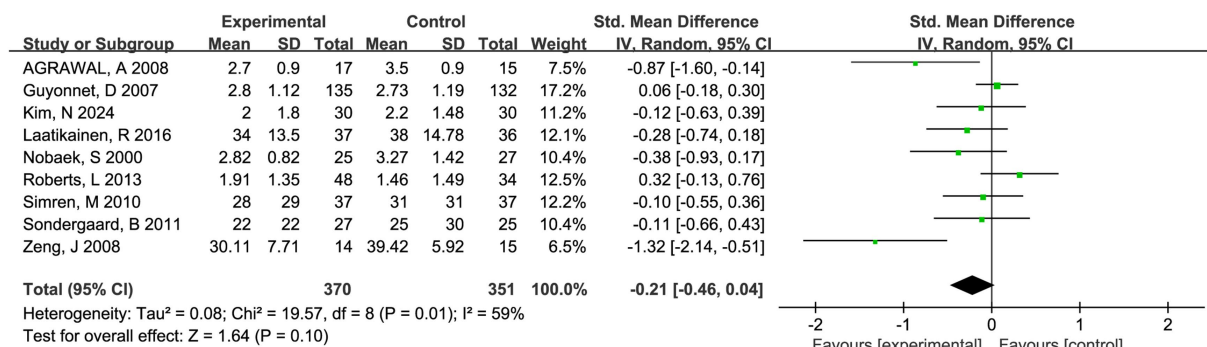 Experimental Control Std. Mean Difference Std. Mean Difference
Study or Subgroup Mean SD Total Mean SD Total Weight IV, Random, 95% CI IV, Random, 95% CI
AGRAWAL, A 2008 2.7 0.9 17 3.5 0.9 15 7.5% -0.87 [-1.60, -0.14]
Guyonnet, D 2007 2.8 1.12 135 2.73 1.19 132 17.2% 0.06 [-0.18, 0.30]
Kim, N 2024 2 1.8 30 2.2 1.48 30 11.2% -0.12 [-0.63, 0.39]
Laatikainen, R 2016 34 13.5 37 38 14.78 36 12.1% -0.28 [-0.74, 0.18]
Nobaek, S 2000 2.82 0.82 25 3.27 1.42 27 10.4% -0.38 [-0.93, 0.17]
Roberts, L 2013 1.91 1.35 48 1.46 1.49 34 12.5% 0.32 [-0.13, 0.76]
Simren, M 2010 28 29 37 31 31 37 12.2% -0.10 [-0.55, 0.36]
Sondergaard, B 2011 22 22 27 25 30 25 10.4% -0.11 [-0.66, 0.43]
Zeng, J 2008 30.11 7.71 14 39.42 5.92 15 6.5% -1.32 [-2.14, -0.51]
Total (95% CI) 370 351 100.0% -0.21 [-0.46, 0.04]
Heterogeneity: Tau² = 0.08; Chi² = 19.57, df = 8 (P = 0.01); I² = 59%
Test for overall effect: Z = 1.64 (P = 0.10)
-2 -1 0 1 2
Favours [experimental] Favours [control]